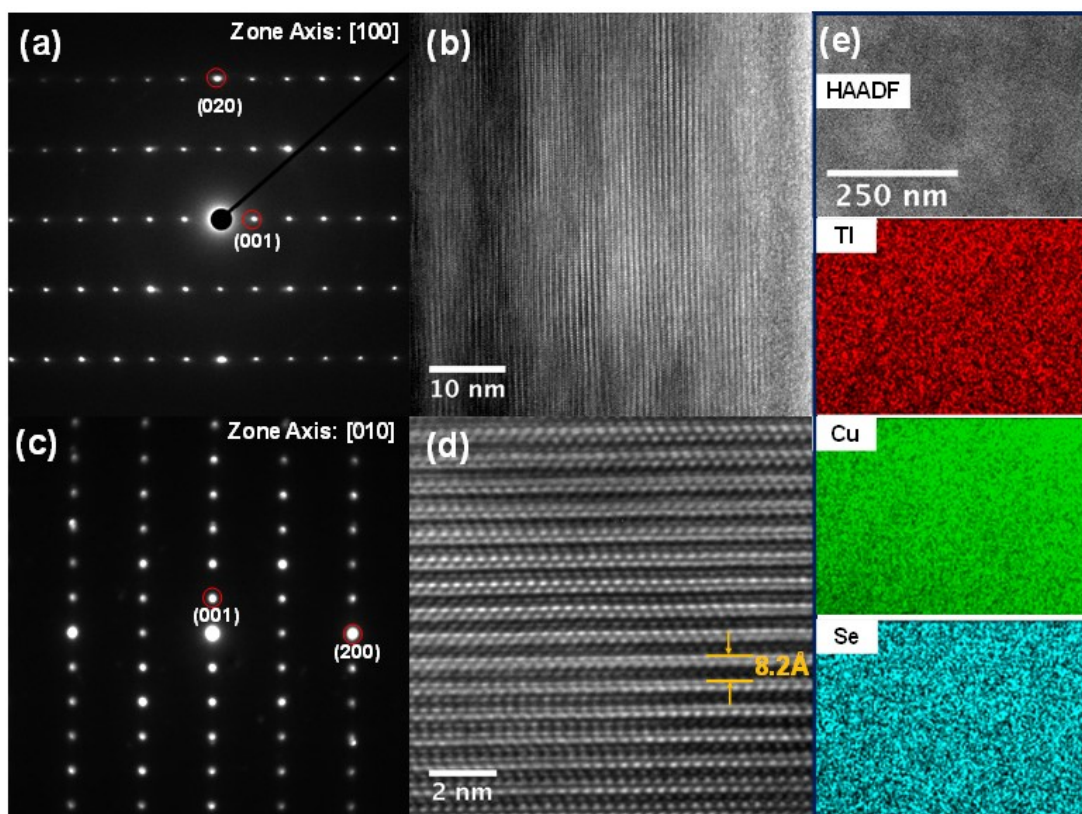 (a)
Zone Axis: [100]
(020)
(001)
(b)
10 nm
(c)
Zone Axis: [010]
(001)
(200)
(d)
8.2Å
2 nm
(e)
HAADF
250 nm
Tl
Cu
Se